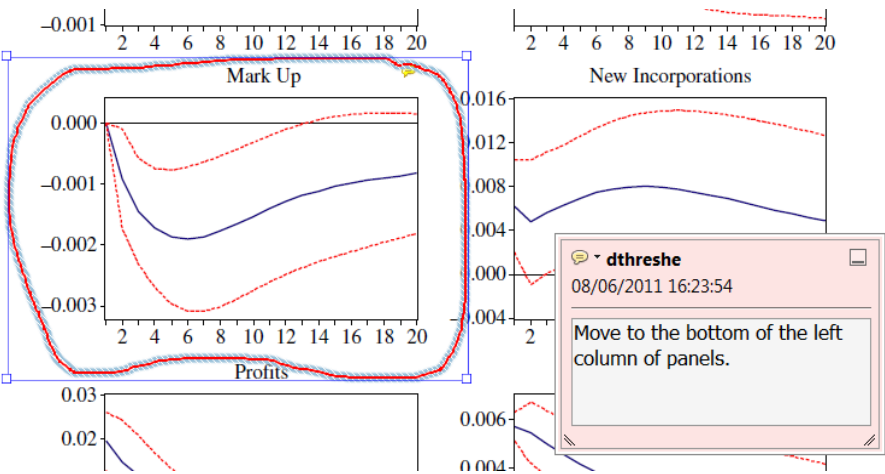 −0.001
2 4 6 8 10 12 14 16 18 20
2 4 6 8 10 12 14 16 18 20
Mark Up
0.000
−0.001
−0.002
−0.003
2 4 6 8 10 12 14 16 18 20
New Incorporations
0.016
0.012
0.008
0.004
0.000
2
dthreshe
08/06/2011 16:23:54
Move to the bottom of the left
column of panels.
Profits
0.03
0.02
0.006
0.004